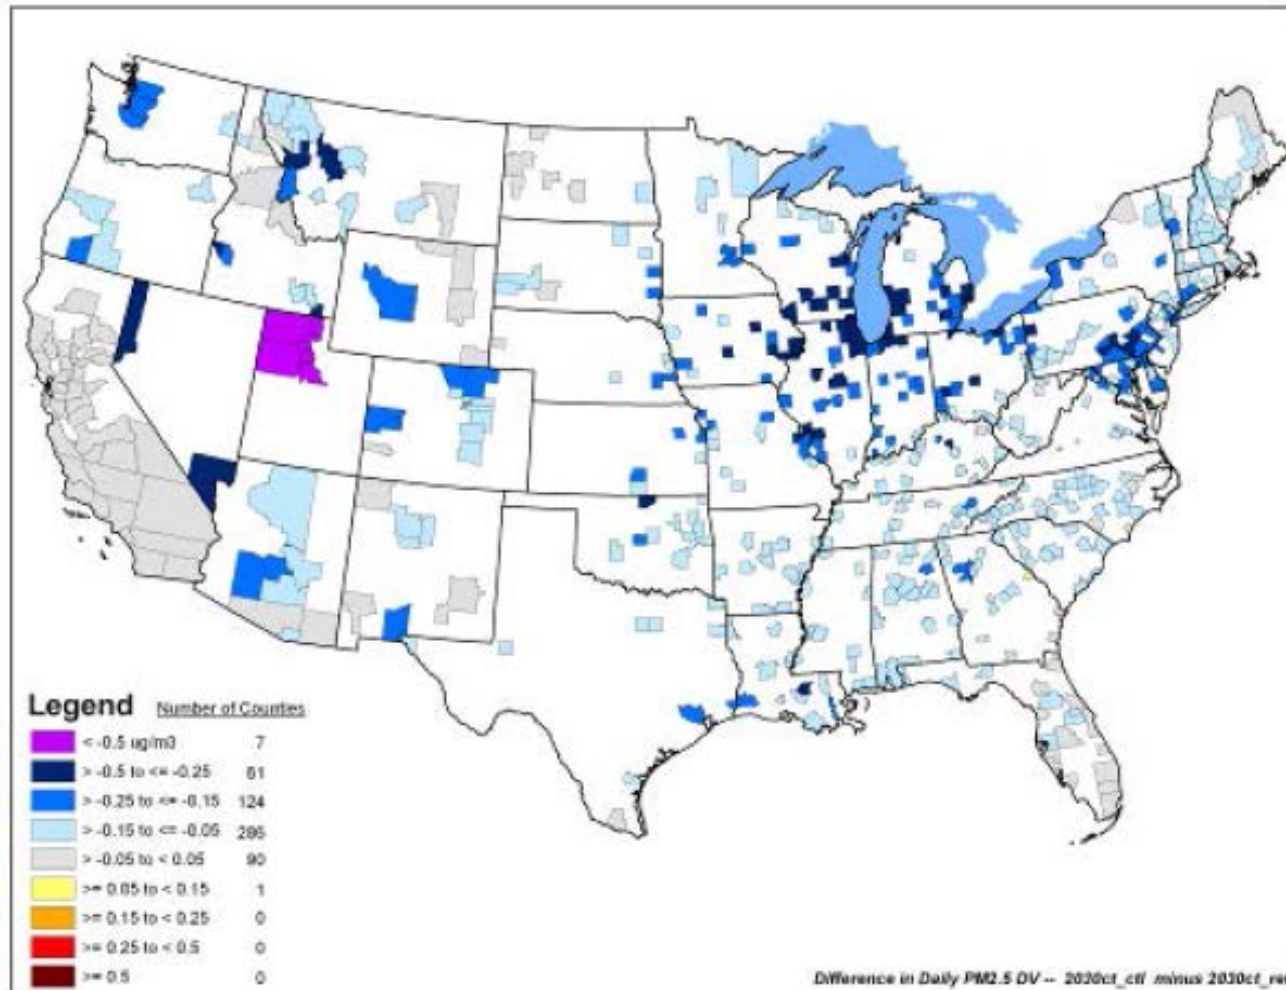 Legend Number of Counties
< -0.5 ug/m3 7
> -0.5 to <= -0.25 61
> -0.25 to <= -0.15 124
> -0.15 to <= -0.05 286
> -0.05 to < 0.05 90
>= 0.05 to < 0.15 1
>= 0.15 to < 0.25 0
>= 0.25 to < 0.5 0
>= 0.5 0
Difference in Daily PM2.5 DV -- 2030ct_ctl minus 2030ct_re